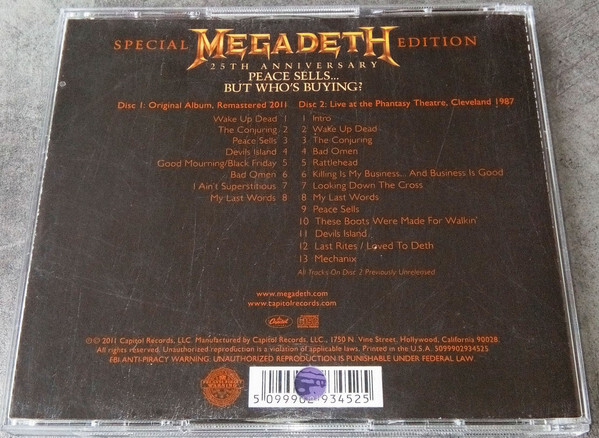 SPECIAL MEGADETH EDITION
25TH ANNIVERSARY
PEACE SELLS...
BUT WHO'S BUYING?
Disc 1: Original Album, Remastered 2011
Wake Up Dead 1
The Conjuring 2
Peace Sells 3
Devils Island 4
Good Mourning/Black Friday 5
Bad Omen 6
I Ain't Superstitious 7
My Last Words 8
Disc 2: Live at the Phantasy Theatre, Cleveland 1987
1 Intro
2 Wake Up Dead
3 The Conjuring
4 Bad Omen
5 Rattlehead
6 Killing Is My Business... And Business Is Good
7 Looking Down The Cross
8 My Last Words
9 Peace Sells
10 These Boots Were Made For Walkin'
11 Devils Island
12 Last Rites / Loved To Deth
13 Mechanix
All Tracks On Disc 2 Previously Unreleased
www.megadeth.com
www.capitolrecords.com
Capitol
℗© 2011 Capitol Records, LLC. Manufactured by Capitol Records, LLC., 1750 N. Vine Street, Hollywood, California 90028.
All rights reserved. Unauthorized reproduction is a violation of applicable laws. Printed in the U.S.A. 5099902934525
FBI ANTI-PIRACY WARNING: UNAUTHORIZED REPRODUCTION IS PUNISHABLE UNDER FEDERAL LAW
5 099902 934525